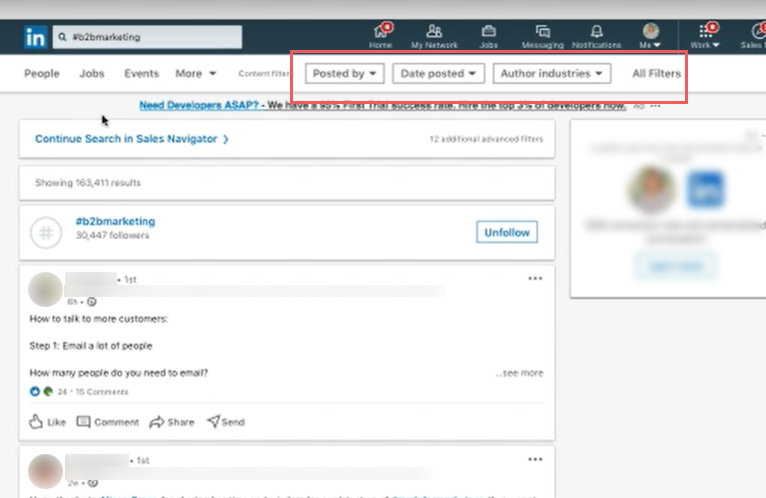 in #b2bmarketing
Home My Network Jobs Messaging Notifications Me Work Sales
People Jobs Events More Content filter Posted by Date posted Author industries All Filters
Need Developers ASAP? - We have a 95% First Trial success rate. Hire the top 3% of developers now. Ad ...
Continue Search in Sales Navigator 12 additional advanced filters
Showing 163,411 results
#b2bmarketing
30,447 followers
Unfollow
• 1st
6h •
How to talk to more customers:
Step 1: Email a lot of people
How many people do you need to email? ...see more
24 · 15 Comments
Like Comment Share Send
• 1st
2w •